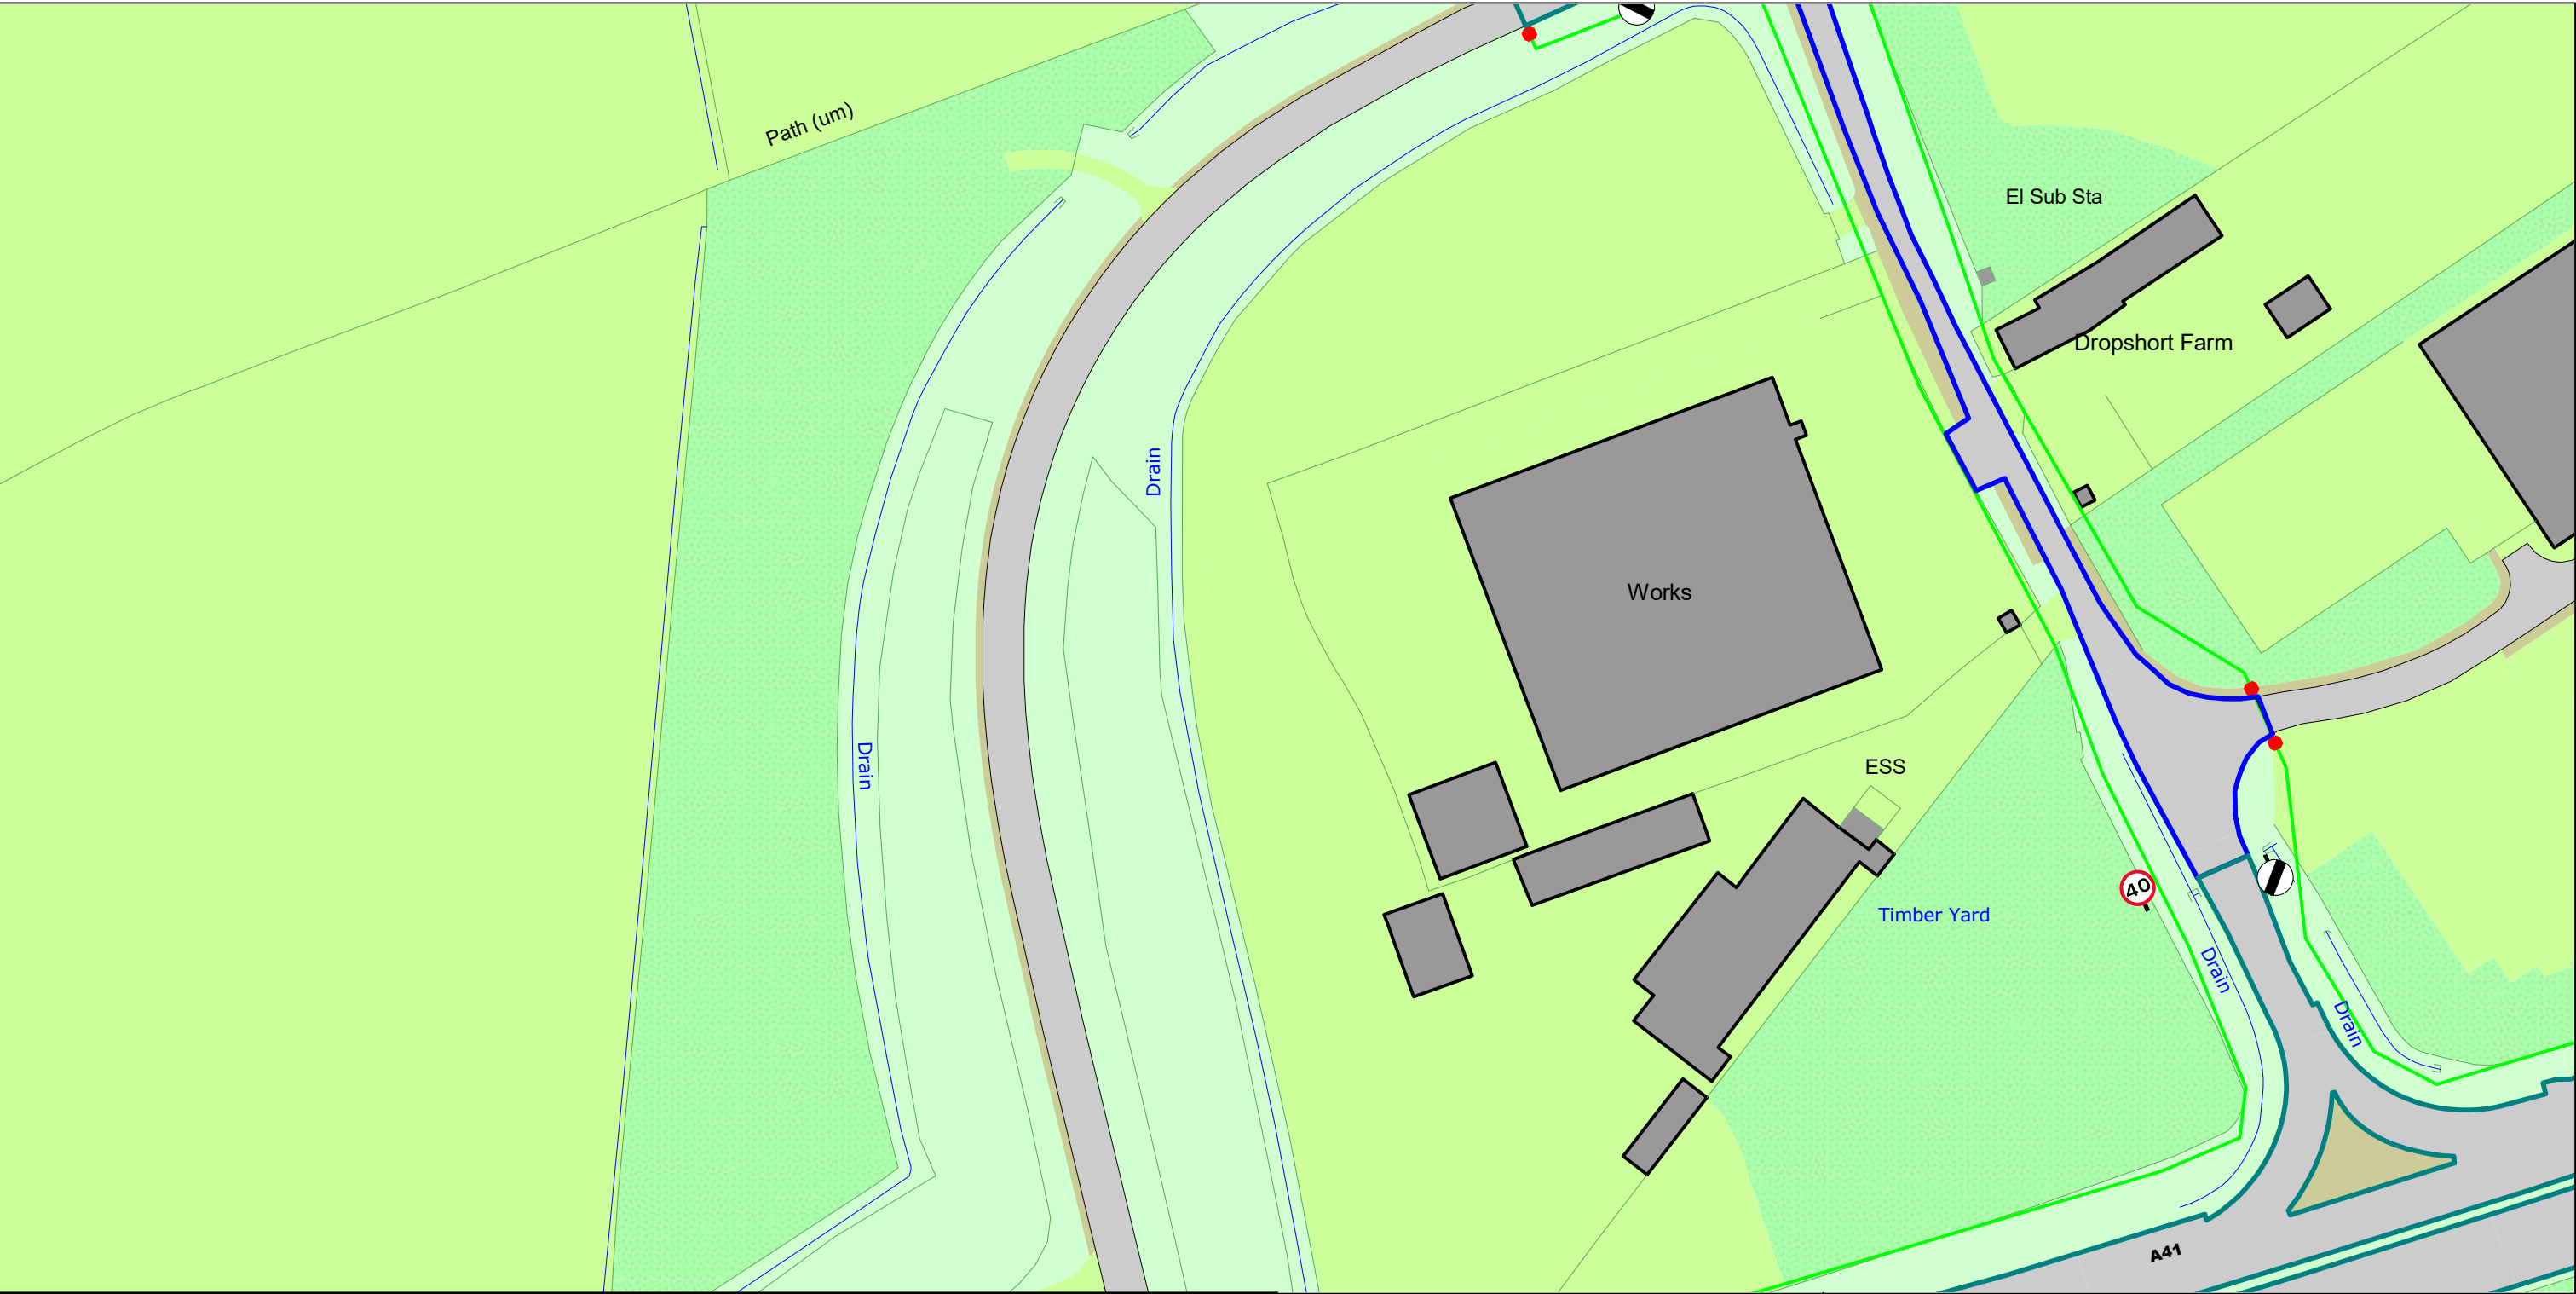 Path (um)
El Sub Sta
Dropshort Farm
Drain
Works
Drain
ESS
40
Timber Yard
Drain
Drain
A41